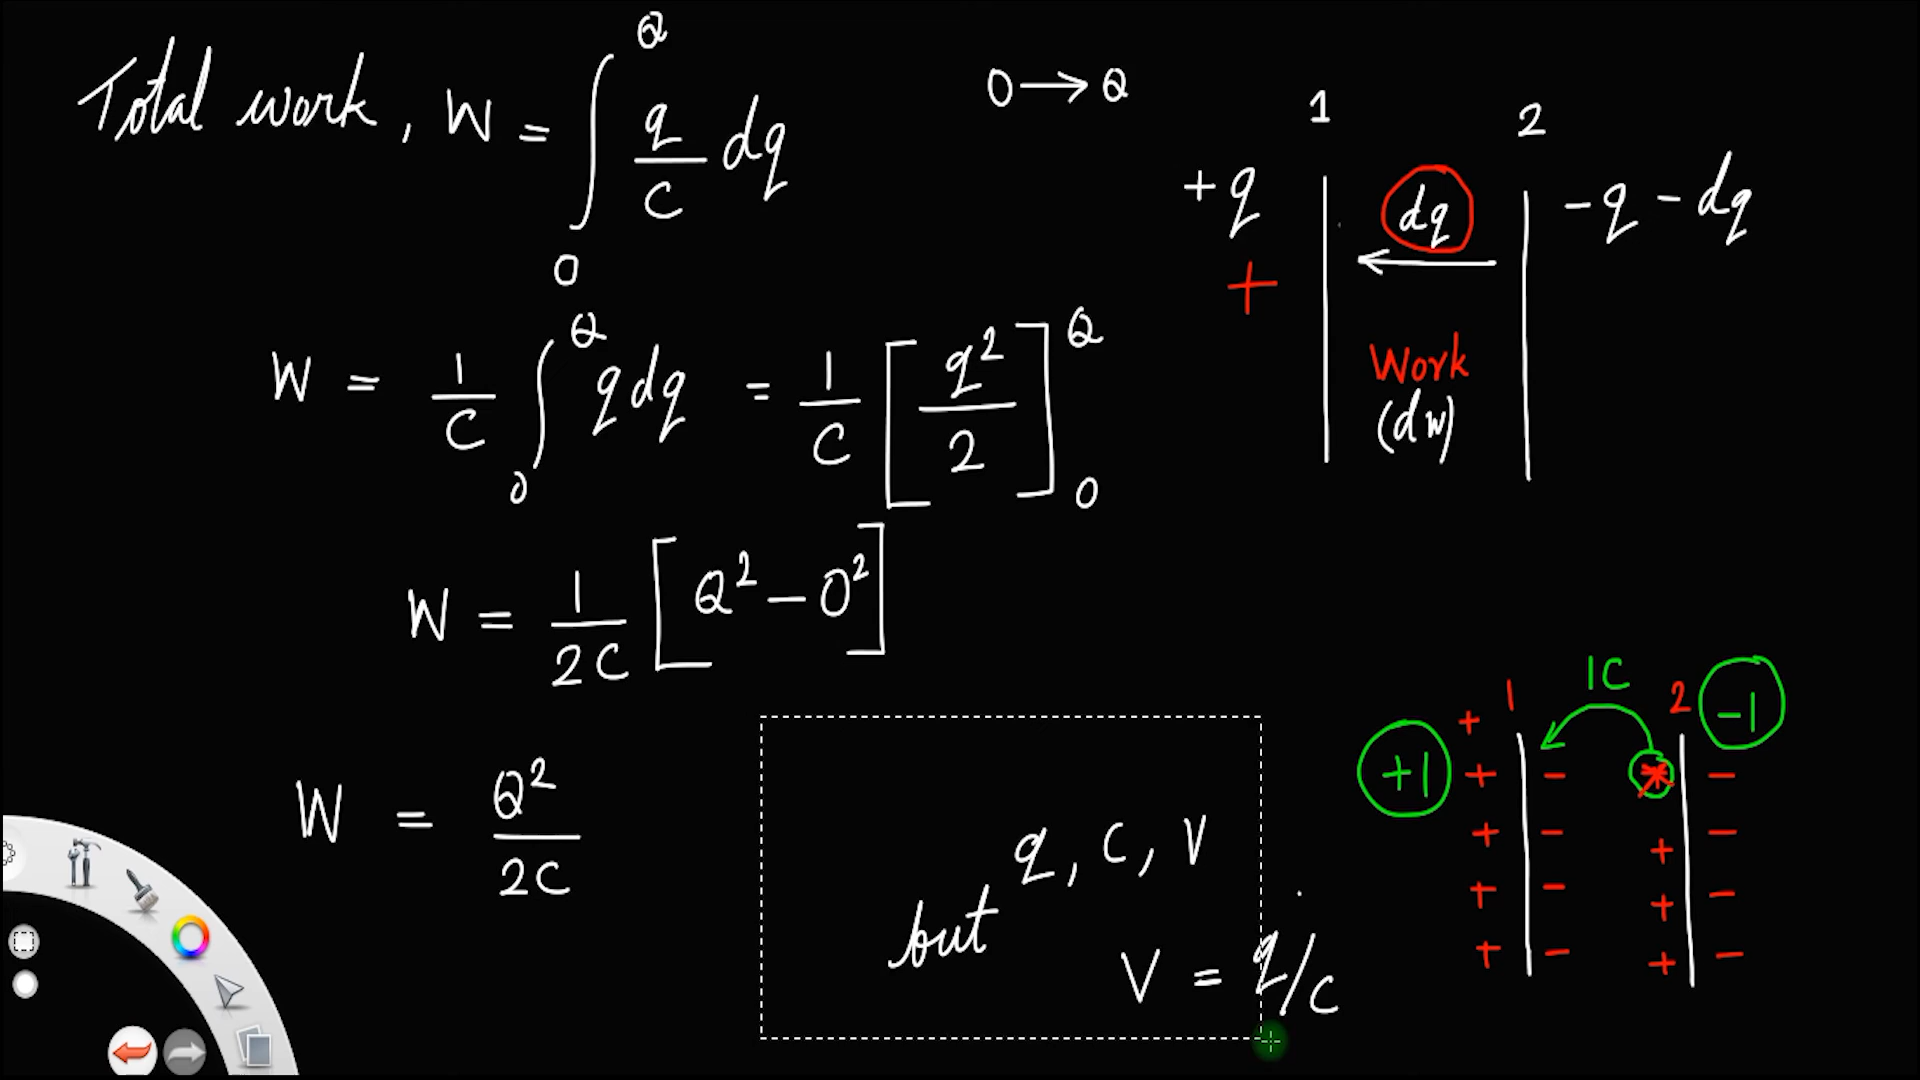 Total work, W = ∫₀^Q q/C dq
0 → Q
W = 1/C ∫₀^Q q dq = 1/C [q²/2]₀^Q
W = 1/2C [Q² – 0²]
W = Q²/2C
q, C, V
but
V = q/C
1 2
+q dq -q - dq
+
Work
(dw)
1C
1 2 -1
+
+1 + - * -
+ - + -
+ - + -
+ - + -